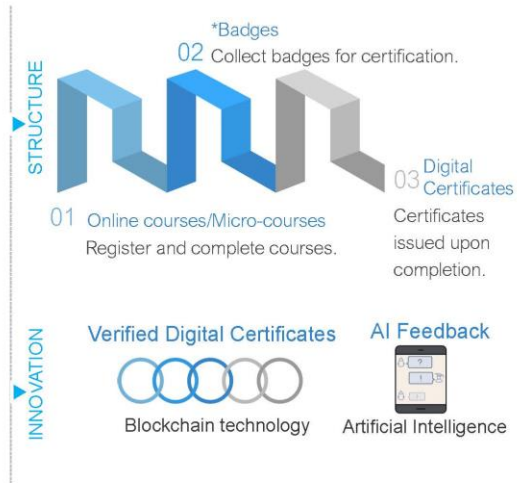 STRUCTURE
*Badges
02 Collect badges for certification.
01 Online courses/Micro-courses
Register and complete courses.
03 Digital
Certificates
Certificates
issued upon
completion.
INNOVATION
Verified Digital Certificates
Blockchain technology
AI Feedback
?
!
Artificial Intelligence